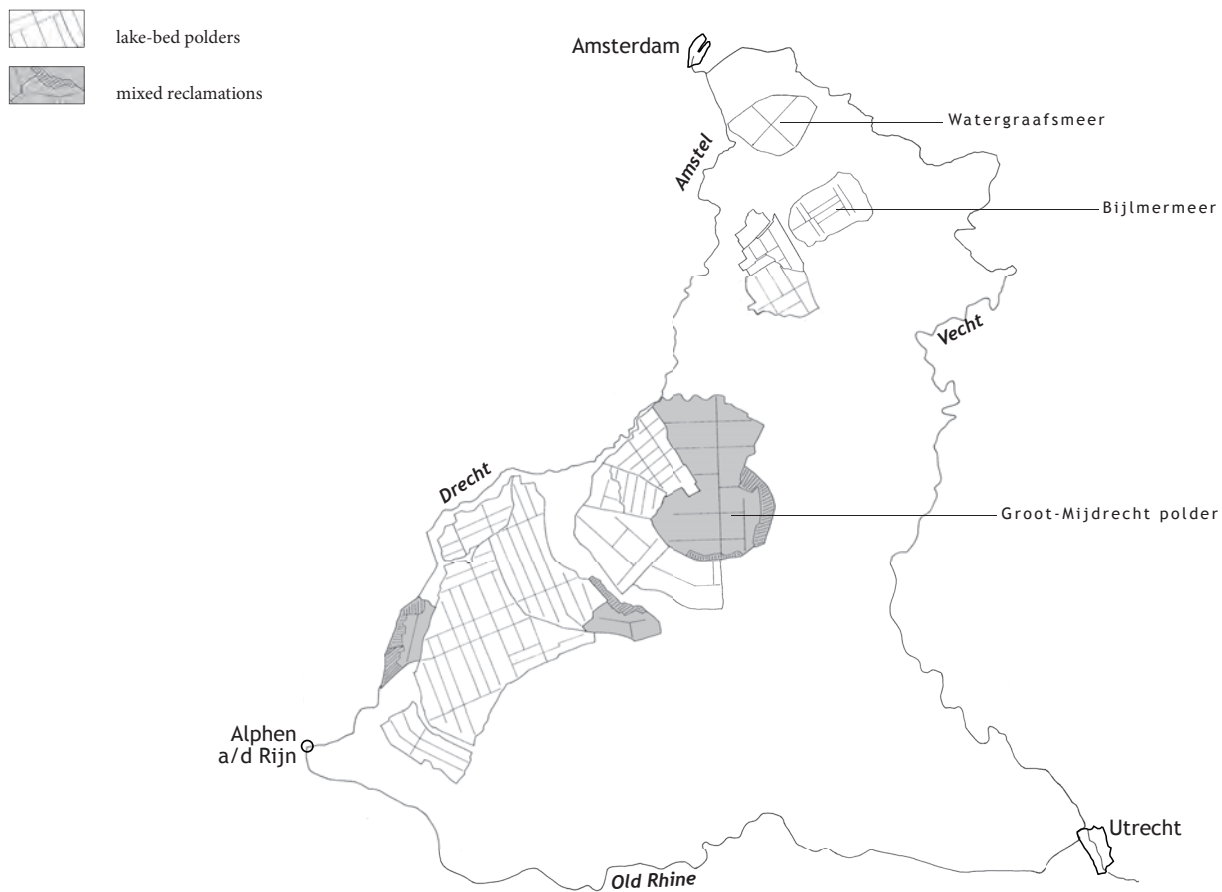 lake-bed polders
mixed reclamations
Amsterdam
Watergraafsmeer
Amstel
Bijlmermeer
Vecht
Drecht
Groot-Mijdrecht polder
Alphen
a/d Rijn
Utrecht
Old Rhine